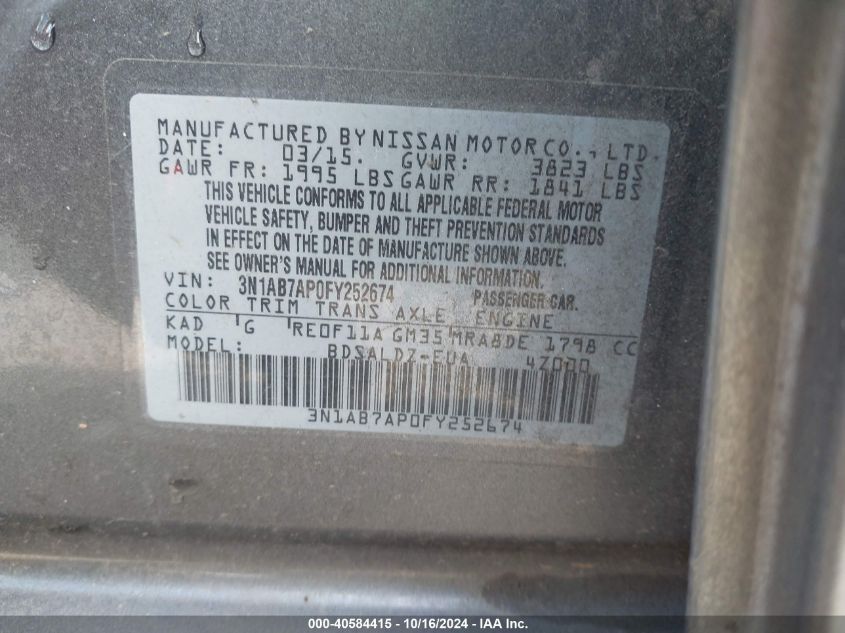 MANUFACTURED BY NISSAN MOTOR CO., LTD.
DATE: 03/15. GVWR: 3823 LBS
GAWR FR: 1995 LBS GAWR RR: 1841 LBS
THIS VEHICLE CONFORMS TO ALL APPLICABLE FEDERAL MOTOR
VEHICLE SAFETY, BUMPER AND THEFT PREVENTION STANDARDS
IN EFFECT ON THE DATE OF MANUFACTURE SHOWN ABOVE.
SEE OWNER'S MANUAL FOR ADDITIONAL INFORMATION.
VIN: 3N1AB7AP0FY252674 PASSENGER CAR.
COLOR TRIM TRANS AXLE ENGINE
KAD G RE0F11A GM35 MRA8DE 1798 CC
MODEL: BDSALDZ-EUA 4Z000
3N1AB7AP0FY252674
000-40584415 - 10/16/2024 - IAA Inc.